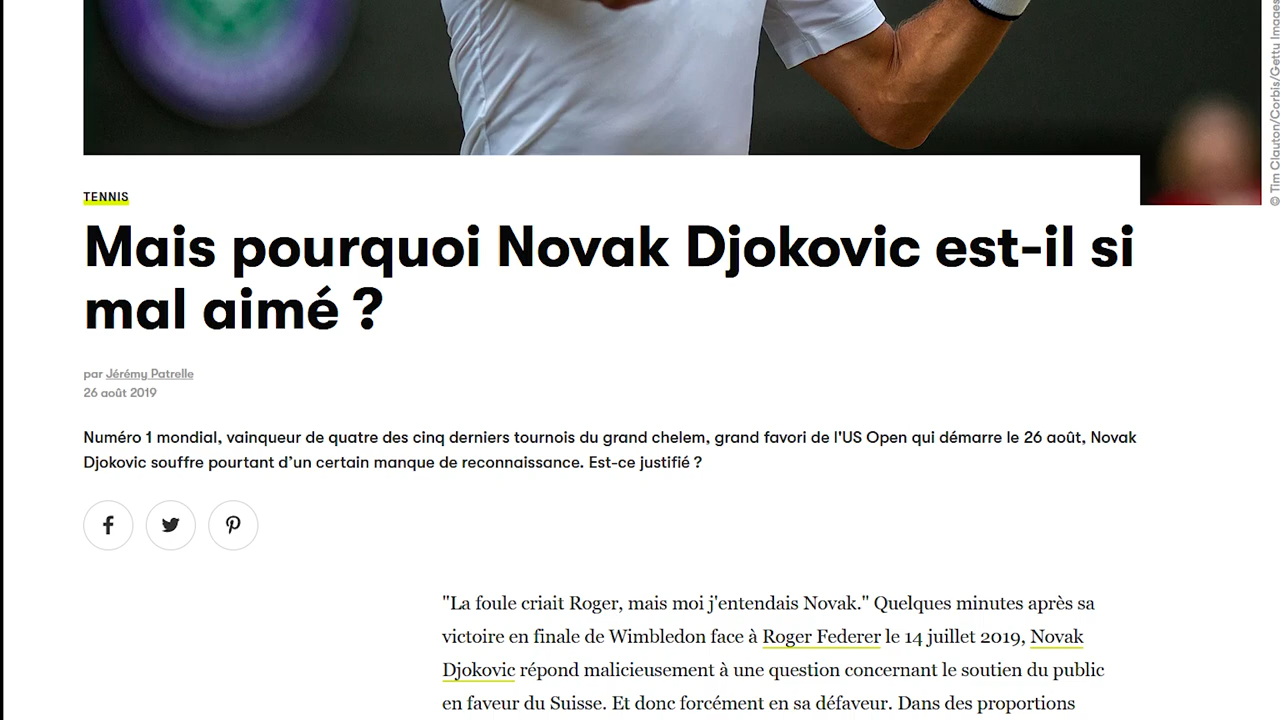 © Tim Clauton/Corbis/Getty Images
TENNIS
Mais pourquoi Novak Djokovic est-il si
mal aimé ?
par Jérémy Patrelle
26 août 2019
Numéro 1 mondial, vainqueur de quatre des cinq derniers tournois du grand chelem, grand favori de l'US Open qui démarre le 26 août, Novak
Djokovic souffre pourtant d’un certain manque de reconnaissance. Est-ce justifié ?
"La foule criait Roger, mais moi j'entendais Novak." Quelques minutes après sa
victoire en finale de Wimbledon face à Roger Federer le 14 juillet 2019, Novak
Djokovic répond malicieusement à une question concernant le soutien du public
en faveur du Suisse. Et donc forcément en sa défaveur. Dans des proportions